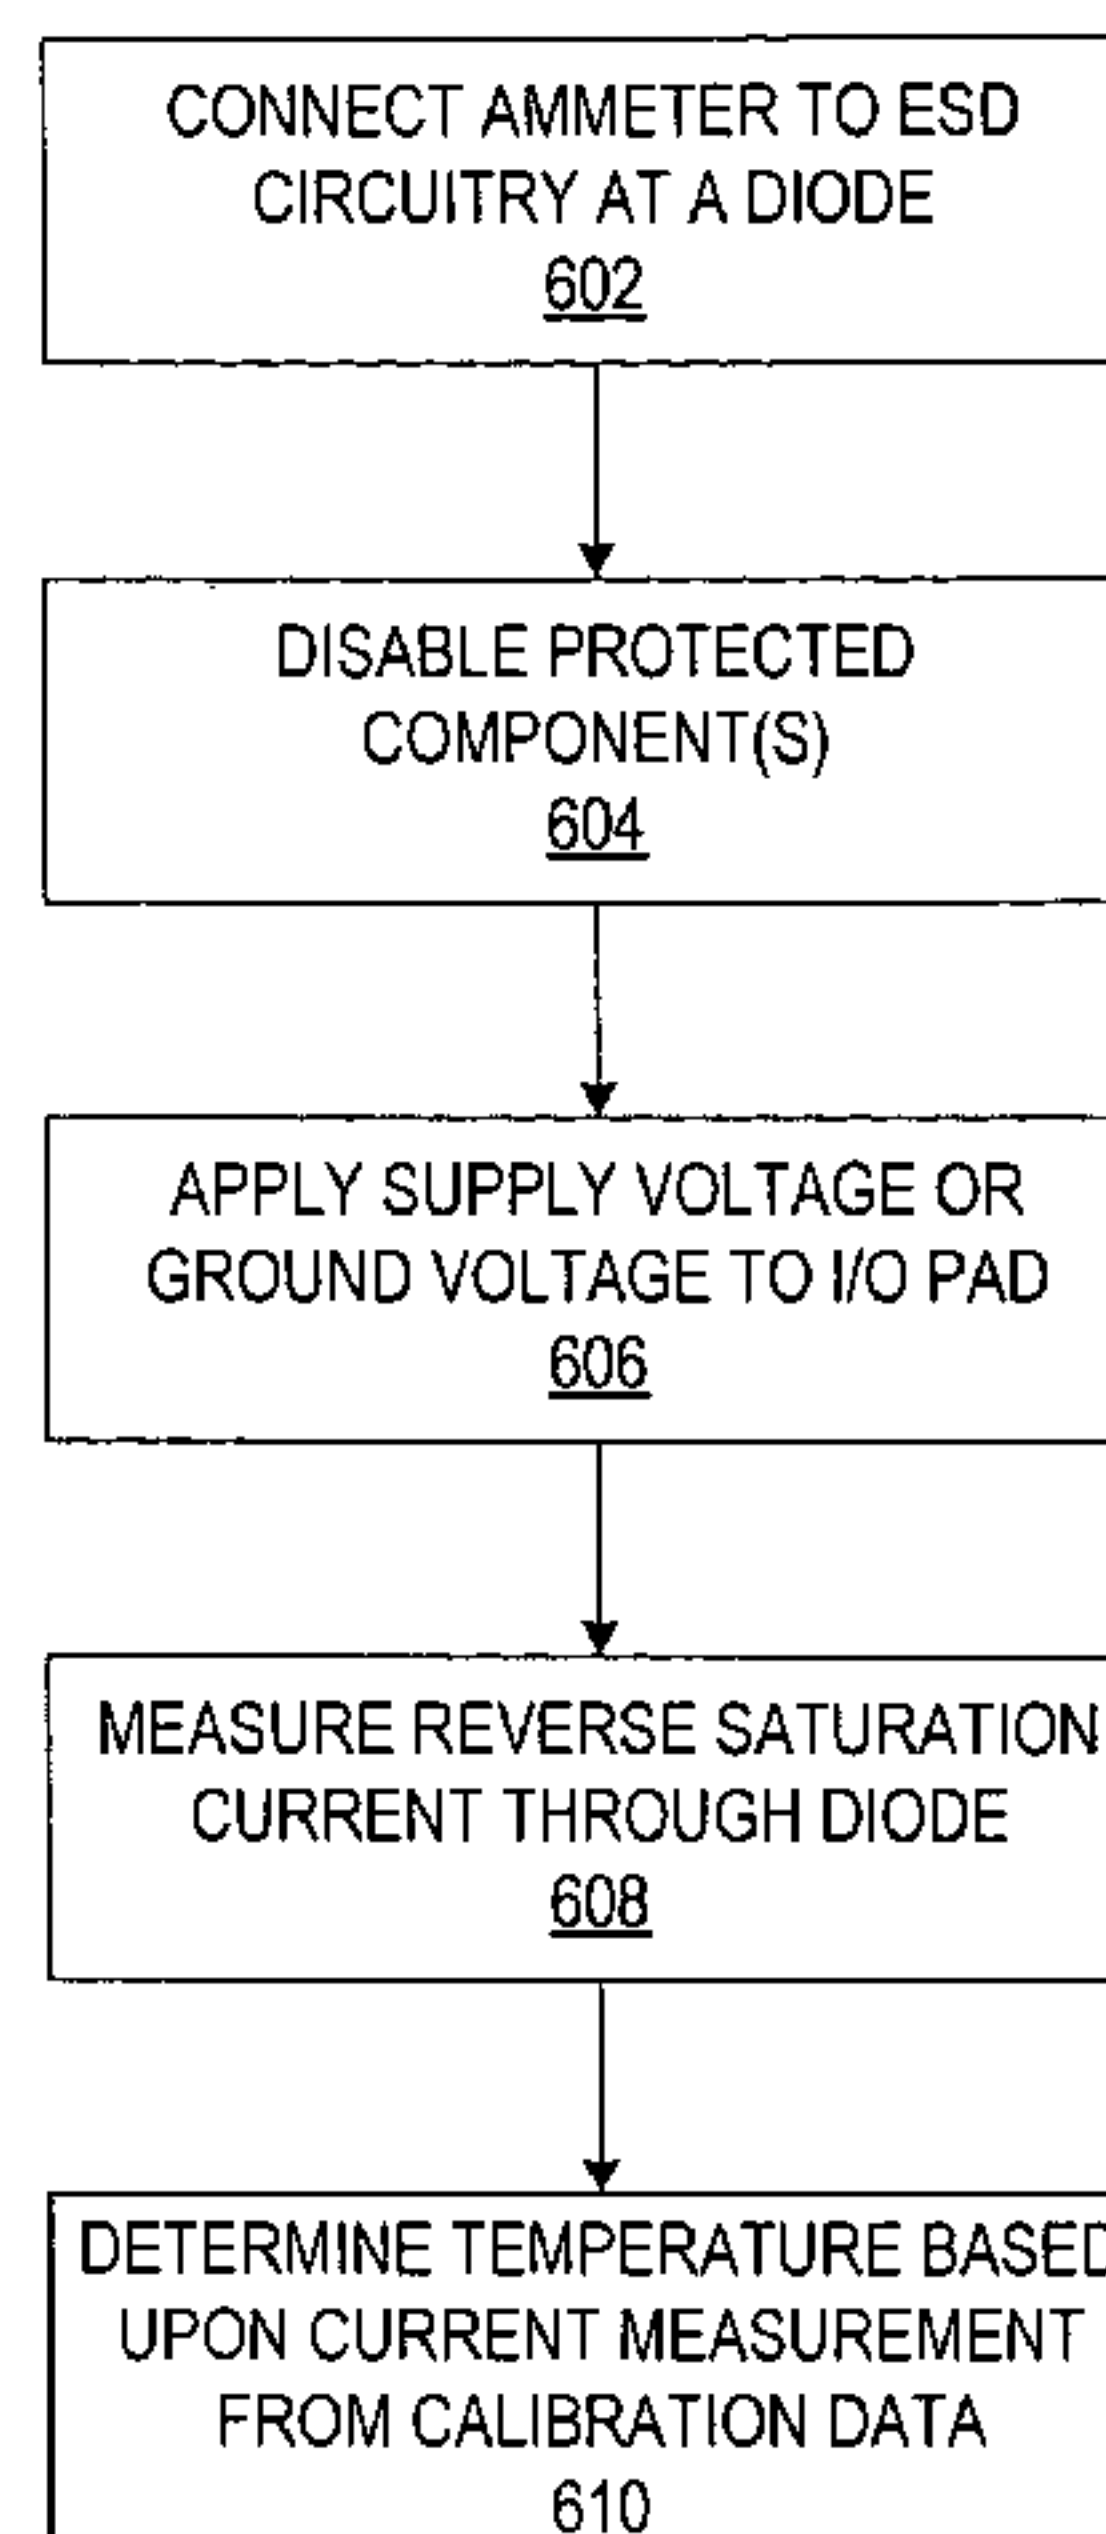 CONNECT AMMETER TO ESD
CIRCUITRY AT A DIODE
602
DISABLE PROTECTED
COMPONENT(S)
604
APPLY SUPPLY VOLTAGE OR
GROUND VOLTAGE TO I/O PAD
606
MEASURE REVERSE SATURATION
CURRENT THROUGH DIODE
608
DETERMINE TEMPERATURE BASED
UPON CURRENT MEASUREMENT
FROM CALIBRATION DATA
610